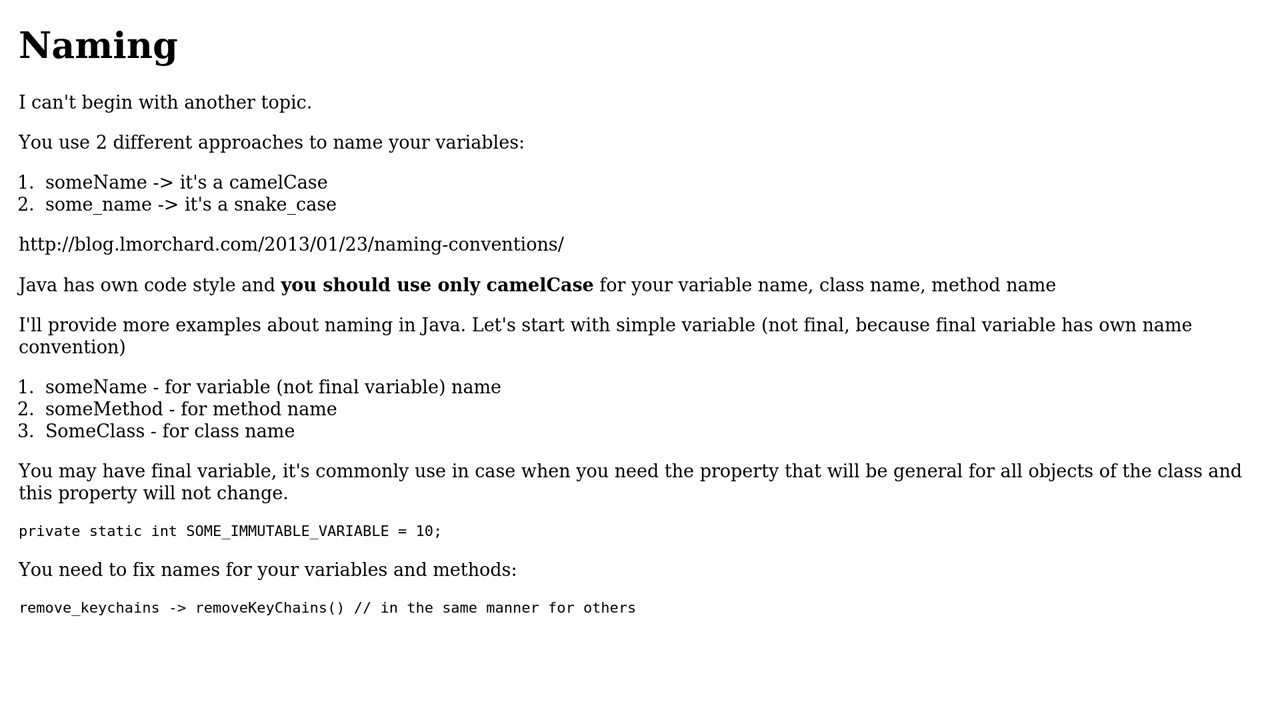 Naming
I can't begin with another topic.
You use 2 different approaches to name your variables:
1. someName -> it's a camelCase
2. some_name -> it's a snake_case
http://blog.lmorchard.com/2013/01/23/naming-conventions/
Java has own code style and you should use only camelCase for your variable name, class name, method name
I'll provide more examples about naming in Java. Let's start with simple variable (not final, because final variable has own name
convention)
1. someName - for variable (not final variable) name
2. someMethod - for method name
3. SomeClass - for class name
You may have final variable, it's commonly use in case when you need the property that will be general for all objects of the class and
this property will not change.
private static int SOME_IMMUTABLE_VARIABLE = 10;
You need to fix names for your variables and methods:
remove_keychains -> removeKeyChains() // in the same manner for others